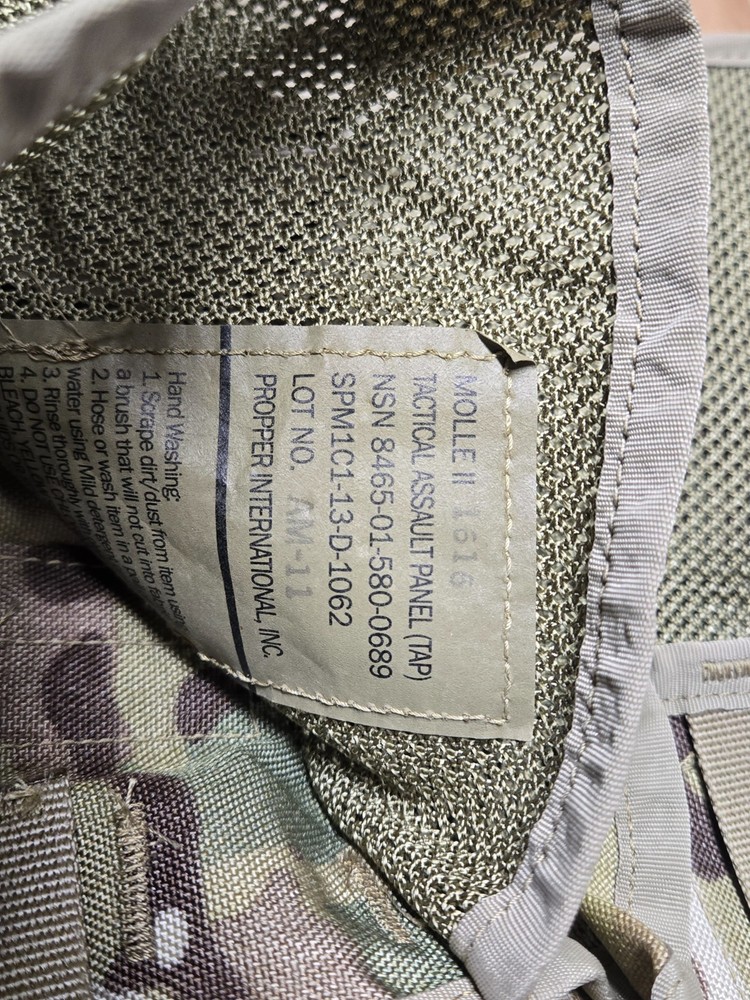 MOLLE II 1616
TACTICAL ASSAULT PANEL (TAP)
NSN 8465-01-580-0689
SPM1C1-13-D-1062
LOT NO. AM-11
PROPPER INTERNATIONAL, INC.
Hand Washing:
1. Scrape dirt/dust from item using
a brush that will not cut into
2. Hose or wash item in a
water using Mild detergent
3. Rinse thoroughly
4. DO NOT USE
BLEACH,